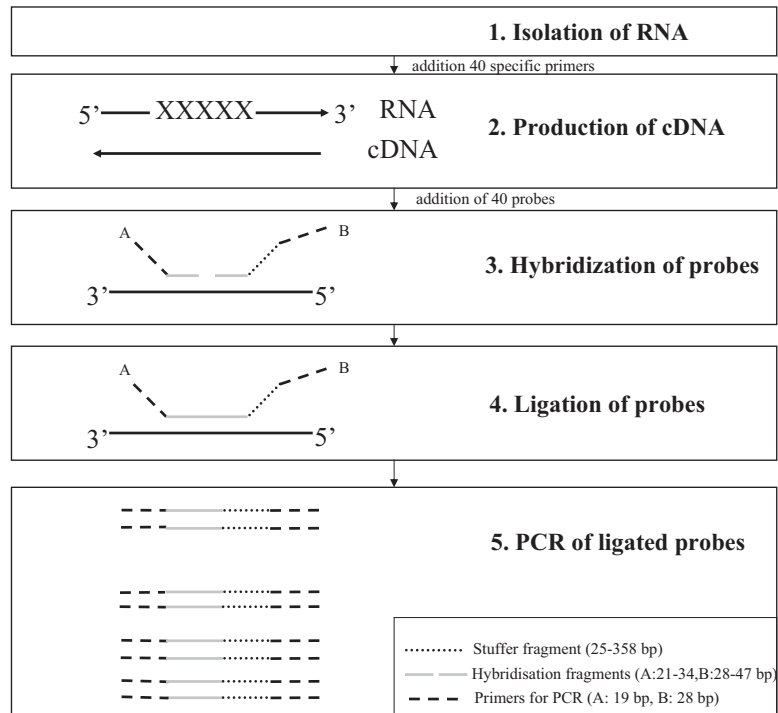 1. Isolation of RNA
addition 40 specific primers
5’ XXXXX 3’ RNA
cDNA
2. Production of cDNA
addition of 40 probes
A B
3. Hybridization of probes
3’ 5’
A B
4. Ligation of probes
3’ 5’
5. PCR of ligated probes
Stuffer fragment (25-358 bp)
Hybridisation fragments (A:21-34,B:28-47 bp)
Primers for PCR (A: 19 bp, B: 28 bp)